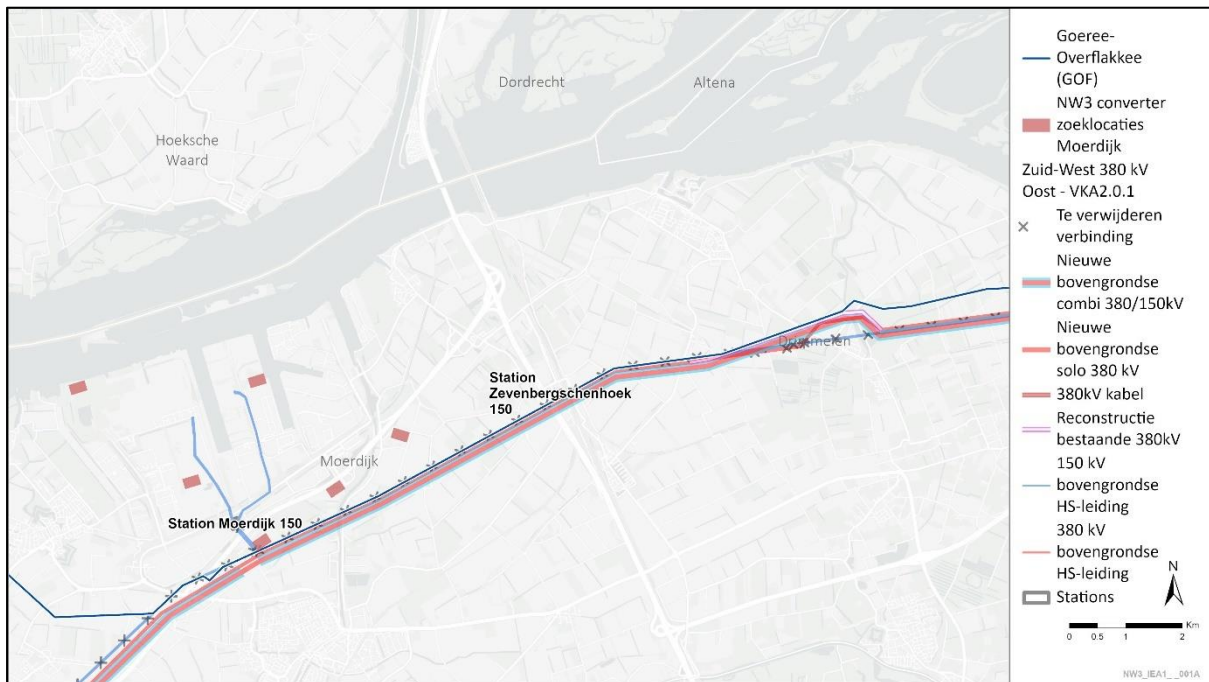 Dordrecht
Altena
Hoeksche
Waard
Drimmelen
Station
Zevenbergschenhoek
150
Moerdijk
Station Moerdijk 150
Goeree-
Overflakkee
(GOF)
NW3 converter
zoeklocaties
Moerdijk
Zuid-West 380 kV
Oost - VKA2.0.1
Te verwijderen
verbinding
Nieuwe
bovengrondse
combi 380/150kV
Nieuwe
bovengrondse
solo 380 kV
380kV kabel
Reconstructie
bestaande 380kV
150 kV
bovengrondse
HS-leiding
380 kV
bovengrondse
HS-leiding
Stations
N
Km
0 0.5 1 2
NW3_IEA1__001A